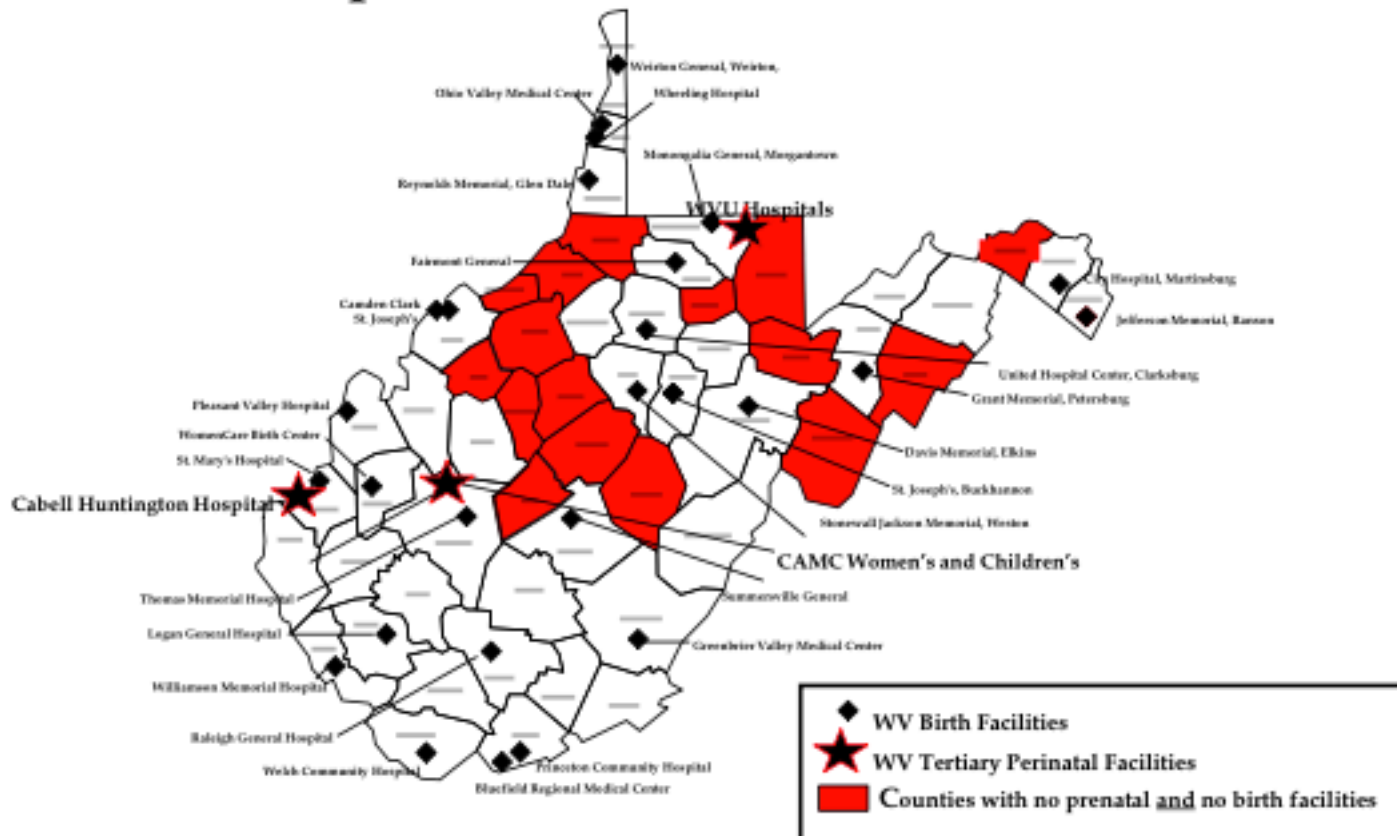 Weirton General, Weirton,
Ohio Valley Medical Center
Wheeling Hospital
Monongalia General, Morgantown
Reynolds Memorial, Glen Dale
WVU Hospitals
Fairmont General
City Hospital, Martinsburg
Camden Clark
St. Joseph's
Jefferson Memorial, Ranson
United Hospital Center, Clarksburg
Grant Memorial, Petersburg
Pleasant Valley Hospital
WomenCare Birth Center
Davis Memorial, Elkins
St. Mary's Hospital
St. Joseph's, Buckhannon
Cabell Huntington Hospital
Stonewall Jackson Memorial, Weston
CAMC Women's and Children's
Thomas Memorial Hospital
Summersville General
Logan General Hospital
Greenbrier Valley Medical Center
Williamson Memorial Hospital
Raleigh General Hospital
Welch Community Hospital
Princeton Community Hospital
Bluefield Regional Medical Center
WV Birth Facilities
WV Tertiary Perinatal Facilities
Counties with no prenatal and no birth facilities